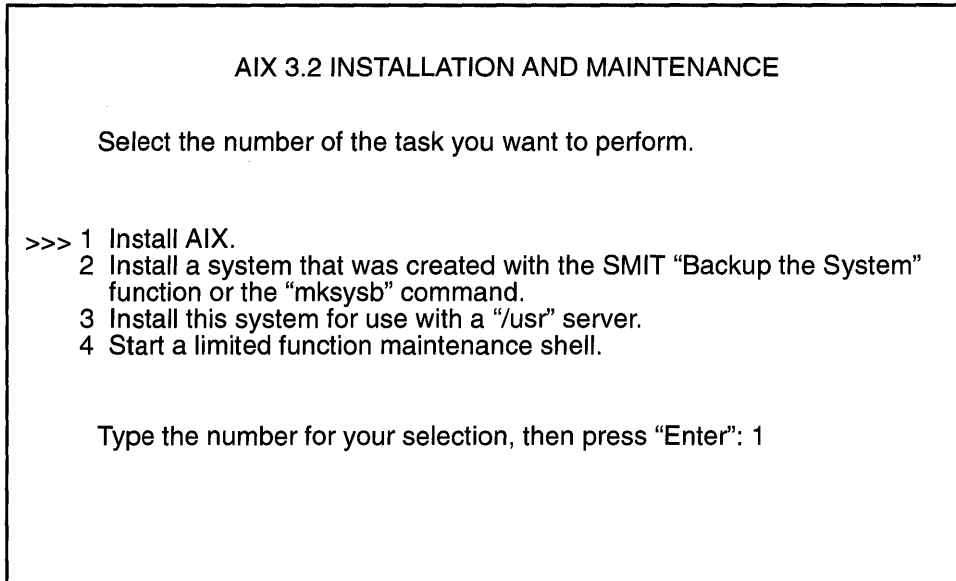 AIX 3.2 INSTALLATION AND MAINTENANCE
Select the number of the task you want to perform.
>>> 1 Install AIX.
2 Install a system that was created with the SMIT “Backup the System”
function or the “mksysb” command.
3 Install this system for use with a “/usr” server.
4 Start a limited function maintenance shell.
Type the number for your selection, then press “Enter”: 1